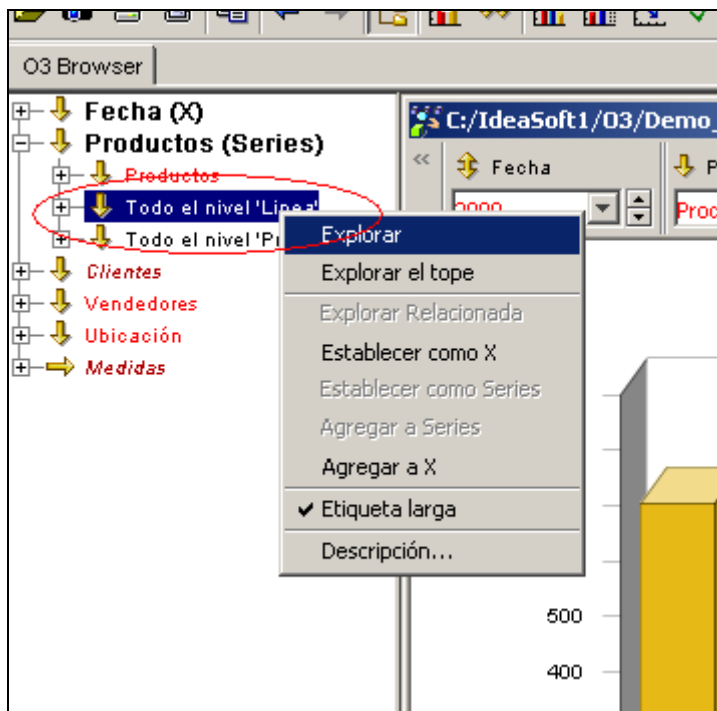 O3 Browser
Fecha (X)
Productos (Series)
Productos
Todo el nivel 'Linea'
Todo el nivel
Clientes
Vendedores
Ubicación
Medidas
C:/IdeaSoft1/O3/Demo_
Fecha
Explorar
Explorar el tope
Explorar Relacionada
Establecer como X
Establecer como Series
Agregar a Series
Agregar a X
Etiqueta larga
Descripción...
500
400